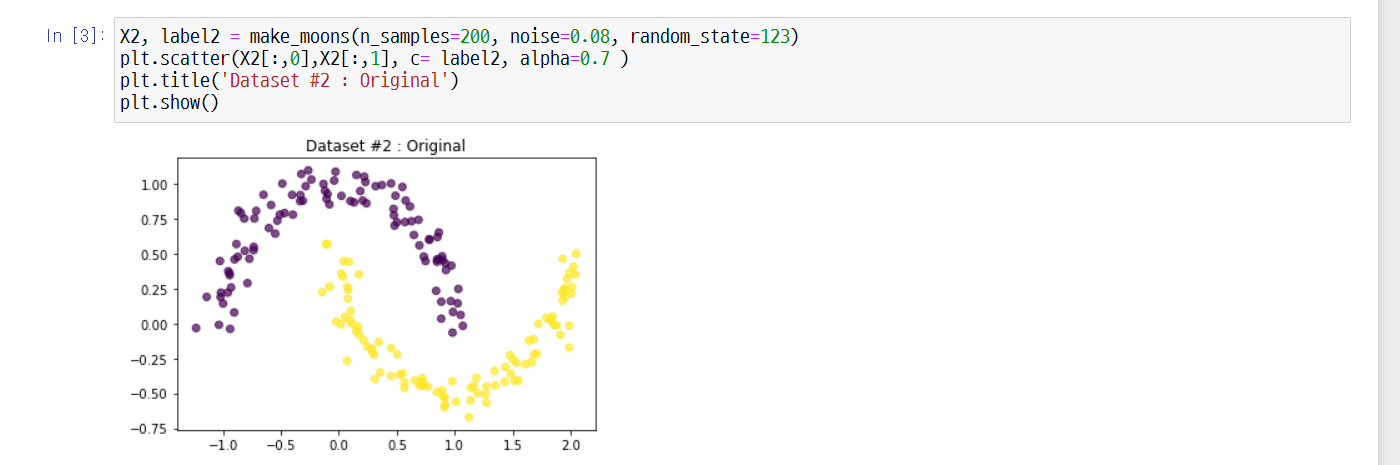 In [3]: X2, label2 = make_moons(n_samples=200, noise=0.08, random_state=123)
plt.scatter(X2[:,0],X2[:,1], c= label2, alpha=0.7 )
plt.title('Dataset #2 : Original')
plt.show()
Dataset #2 : Original
1.00
0.75
0.50
0.25
0.00
−0.25
−0.50
−0.75
−1.0 −0.5 0.0 0.5 1.0 1.5 2.0